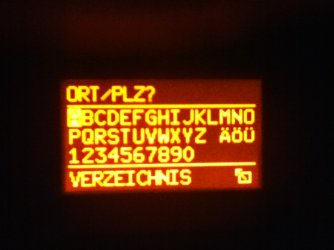 ORT/PLZ?
ABCDEFGHIJKLMNO
PQRSTUVWXYZ ÄÖÜ
1234567890
VERZEICHNIS